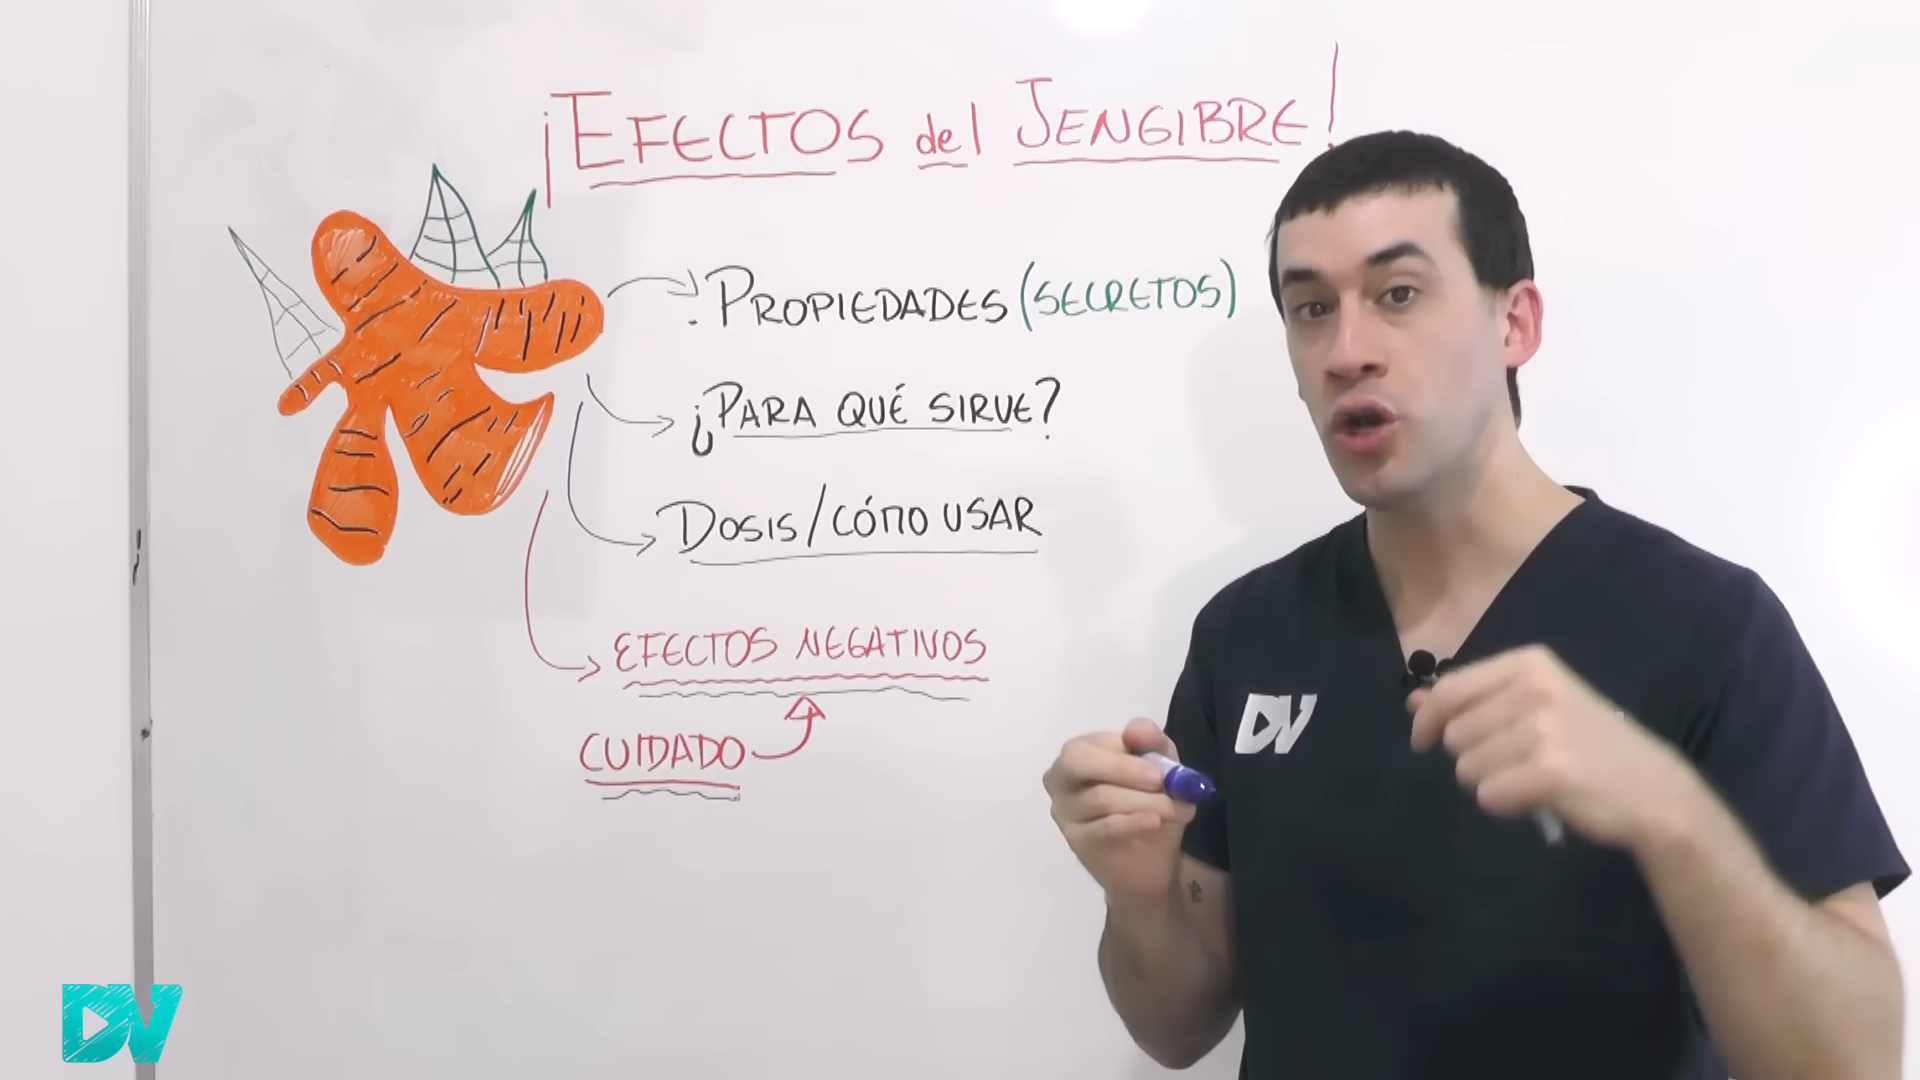 ¡EFECTOS del JENGIBRE!
PROPIEDADES (SECRETOS)
¿PARA QUÉ SIRVE?
DOSIS/CÓMO USAR
EFECTOS NEGATIVOS
CUIDADO
DV
DV